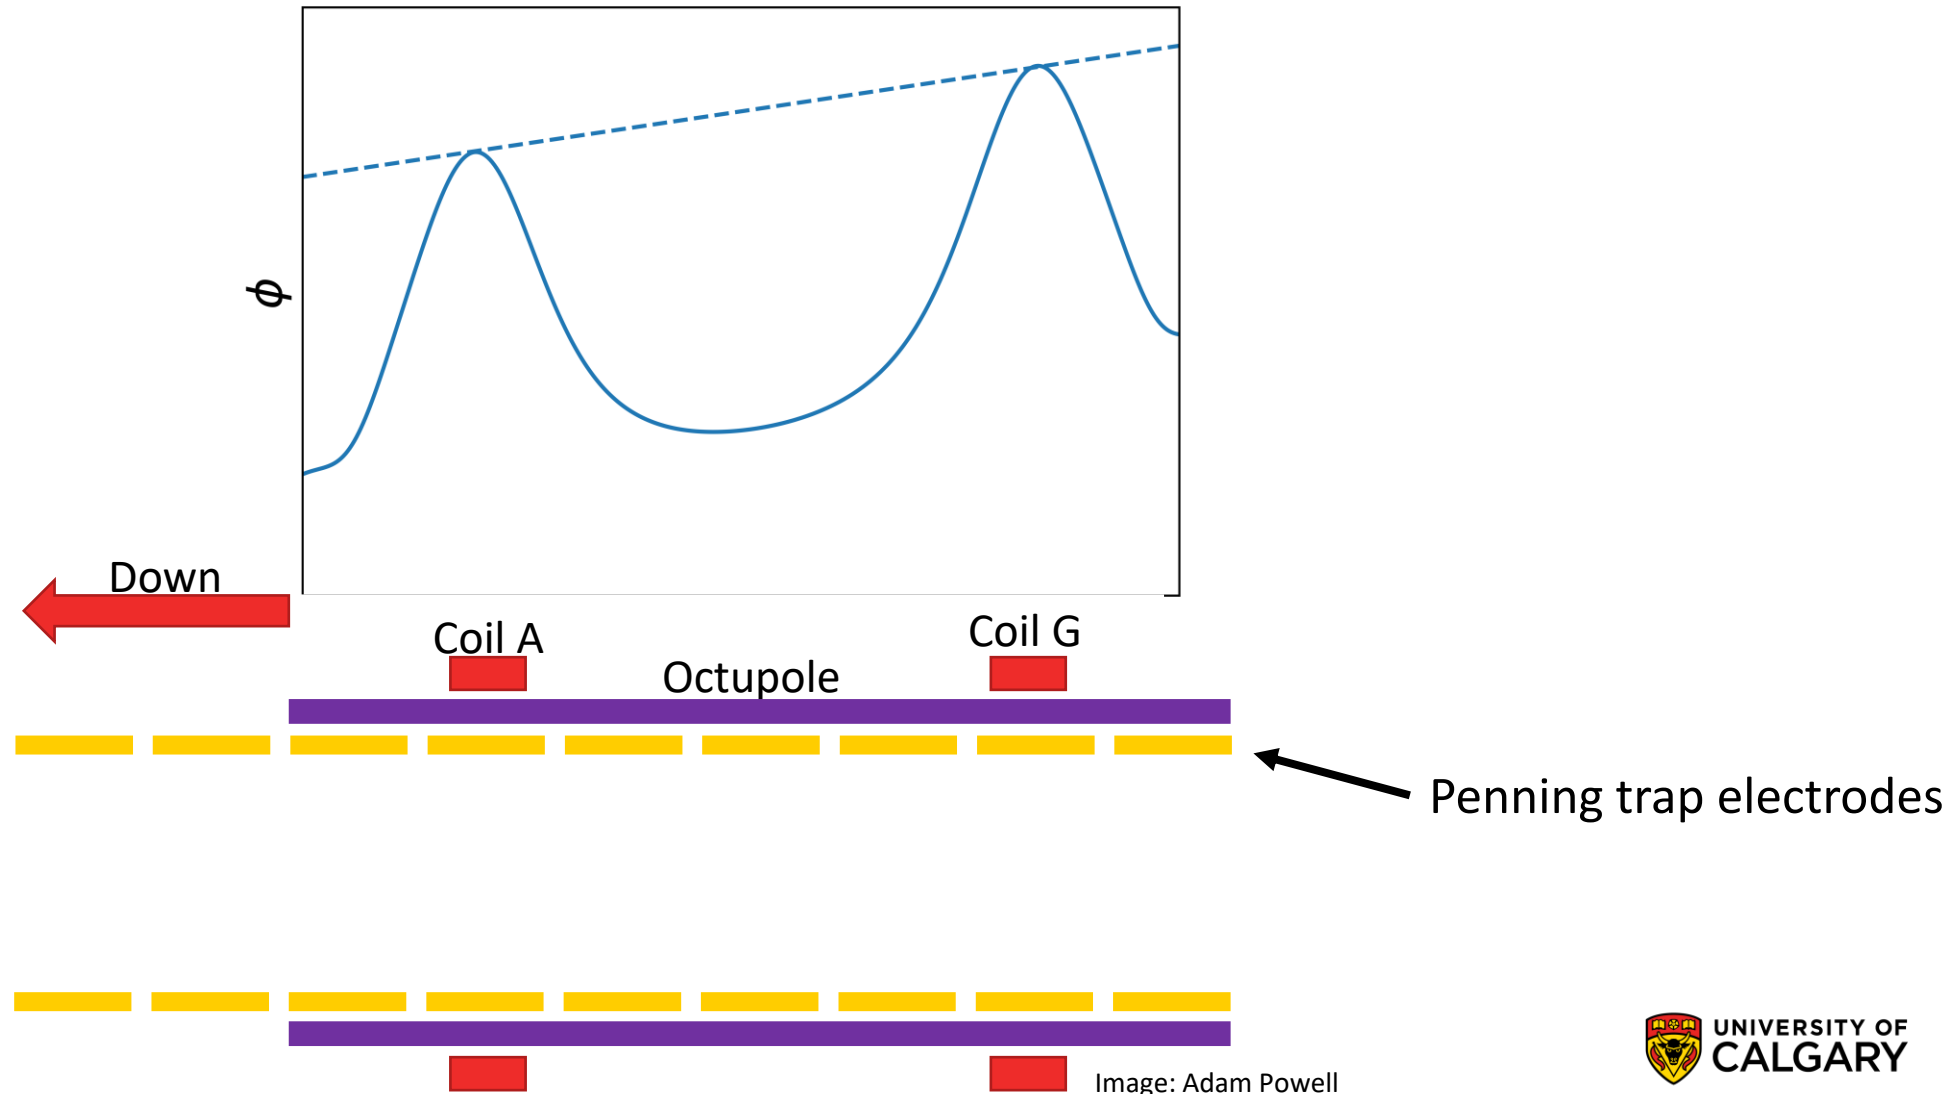 ϕ
Down
Coil A
Coil G
Octupole
Penning trap electrodes
Image: Adam Powell
UNIVERSITY OF
CALGARY